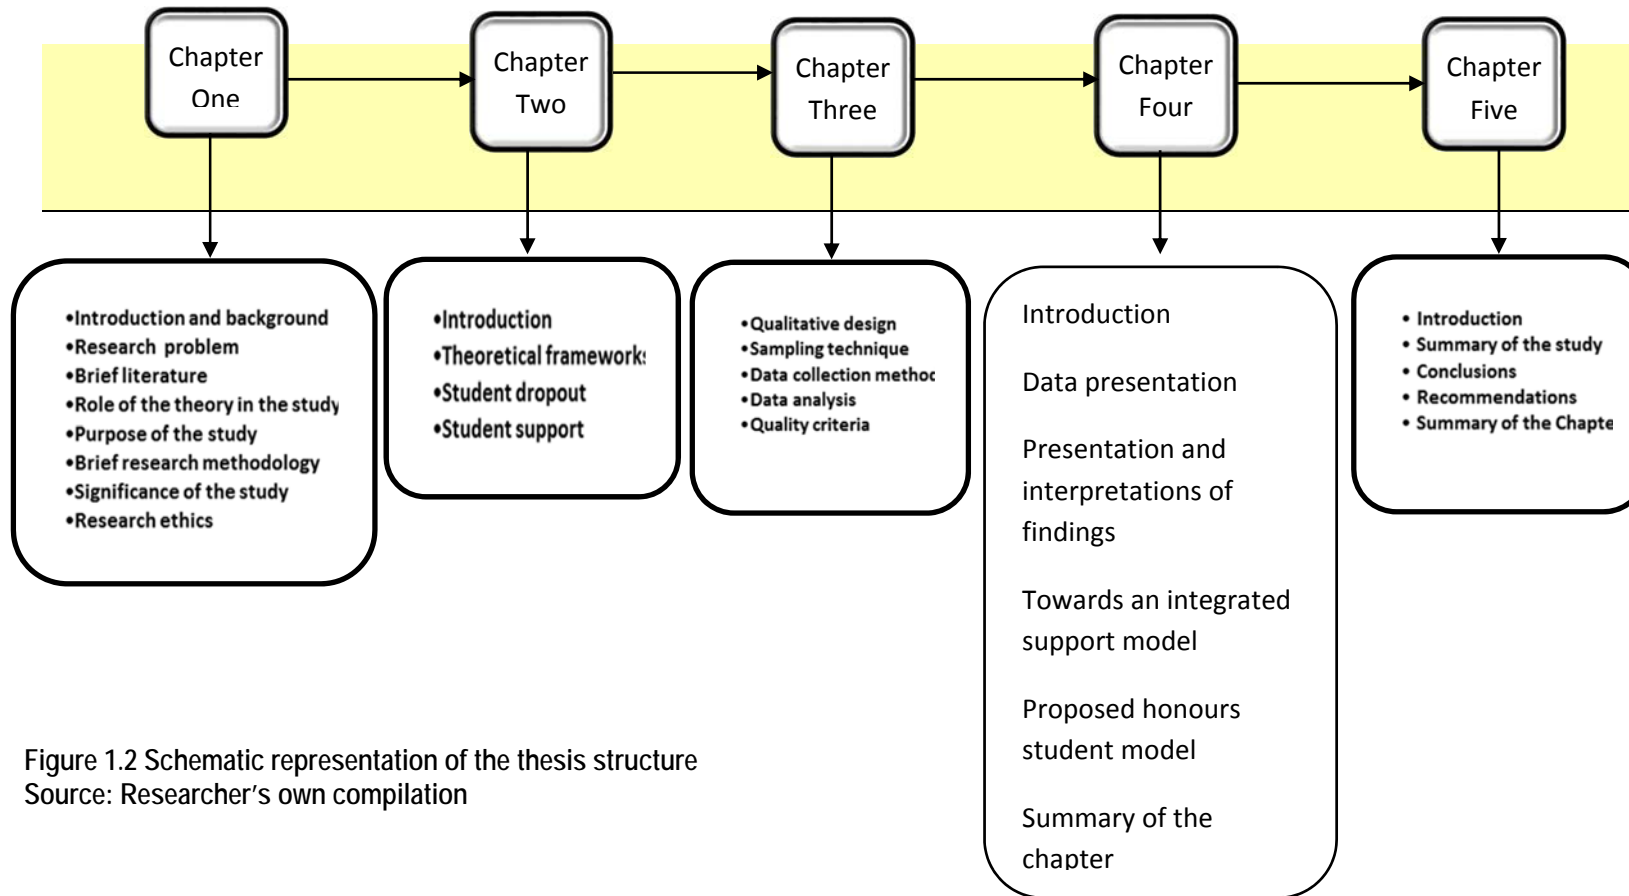 Chapter
One
Chapter
Two
Chapter
Three
Chapter
Four
Chapter
Five
•Introduction and background
•Research problem
•Brief literature
•Role of the theory in the study
•Purpose of the study
•Brief research methodology
•Significance of the study
•Research ethics
•Introduction
•Theoretical frameworks
•Student dropout
•Student support
•Qualitative design
•Sampling technique
•Data collection methoc
•Data analysis
•Quality criteria
Introduction
Data presentation
Presentation and
interpretations of
findings
Towards an integrated
support model
Proposed honours
student model
Summary of the
chapter
• Introduction
• Summary of the study
• Conclusions
• Recommendations
• Summary of the Chapte
Figure 1.2 Schematic representation of the thesis structure
Source: Researcher's own compilation